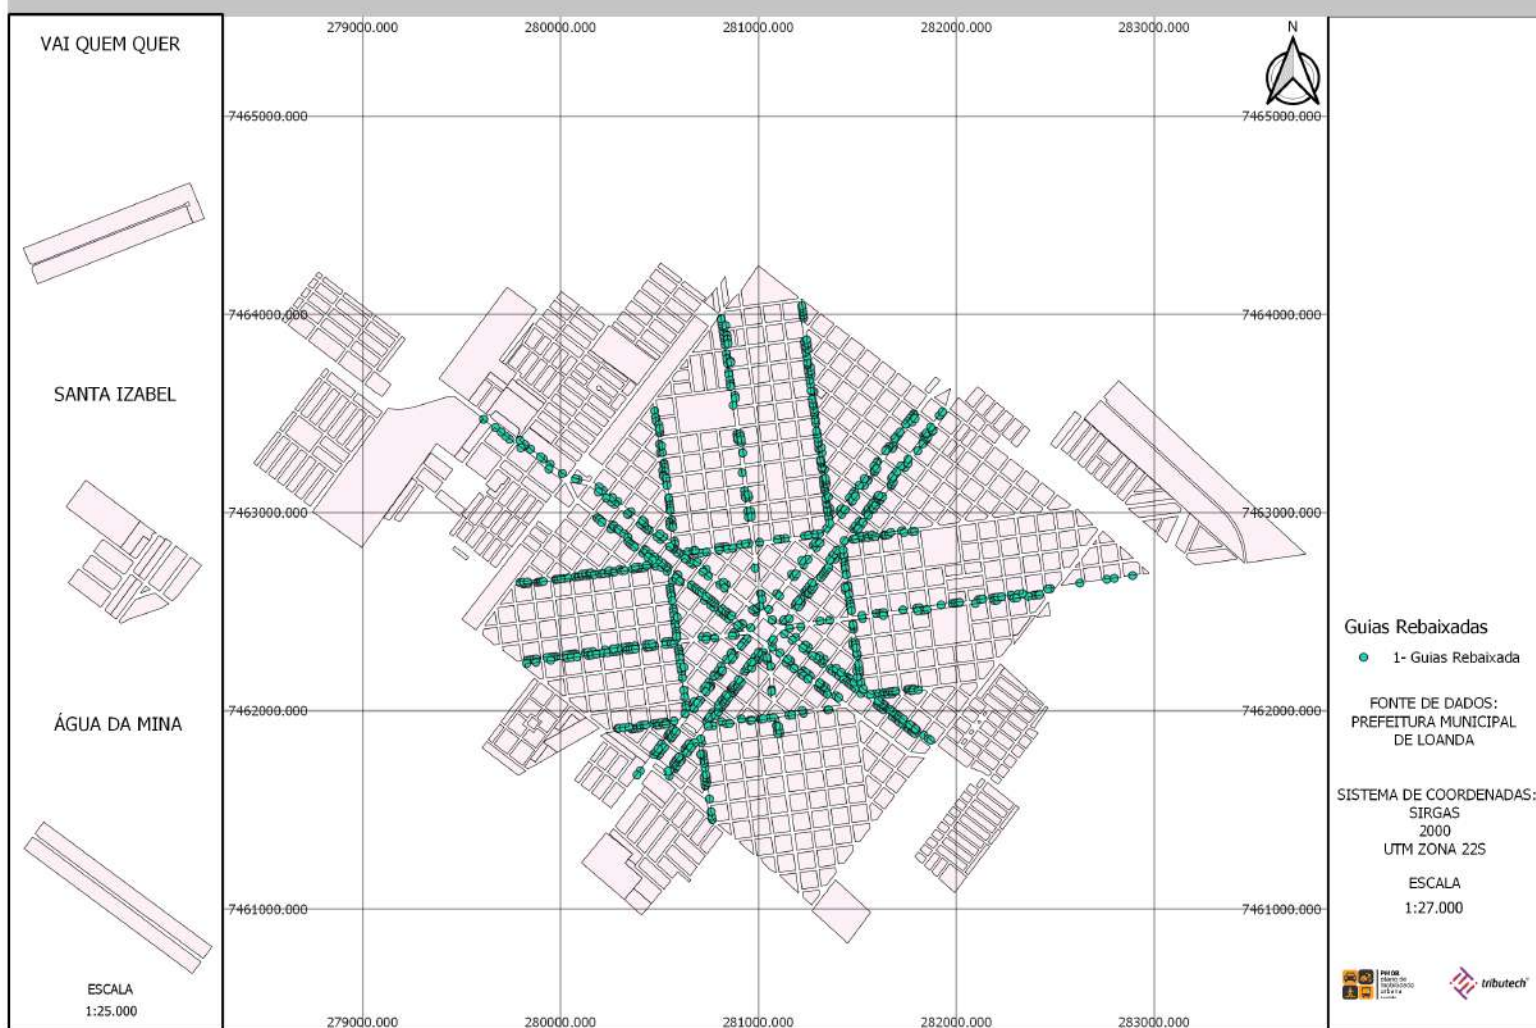 VAI QUEM QUER
SANTA IZABEL
ÁGUA DA MINA
ESCALA
1:25.000
279000.000
280000.000
281000.000
282000.000
283000.000
N
7465000.000
7465000.000
7464000.000
7464000.000
7463000.000
7463000.000
7462000.000
7462000.000
7461000.000
7461000.000
279000.000
280000.000
281000.000
282000.000
283000.000
Guias Rebaixadas
1- Guias Rebaixada
FONTE DE DADOS:
PREFEITURA MUNICIPAL
DE LOANDA
SISTEMA DE COORDENADAS:
SIRGAS
2000
UTM ZONA 22S
ESCALA
1:27.000
plano de
mobilidade
urbana
tributech